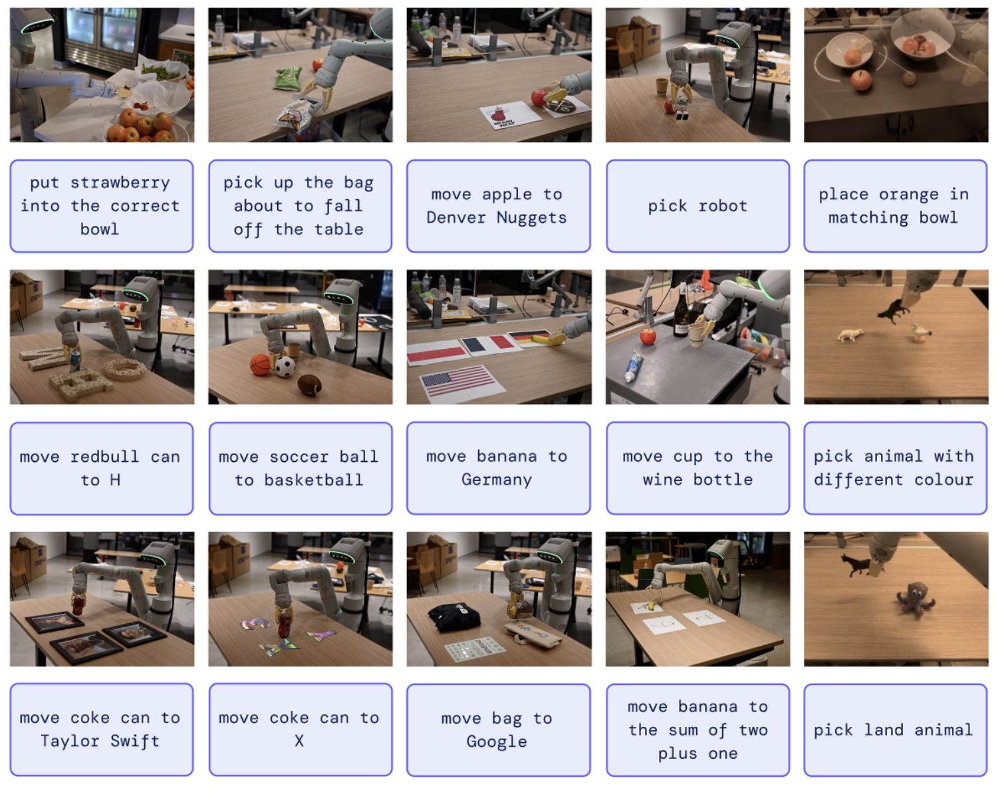 MIAMI
HEAT
put strawberry
into the correct
bowl
pick up the bag
about to fall
off the table
move apple to
Denver Nuggets
pick robot
place orange in
matching bowl
move redbull can
to H
move soccer ball
to basketball
move banana to
Germany
move cup to the
wine bottle
pick animal with
different colour
Google
android
move coke can to
Taylor Swift
move coke can to
X
move bag to
Google
move banana to
the sum of two
plus one
pick land animal